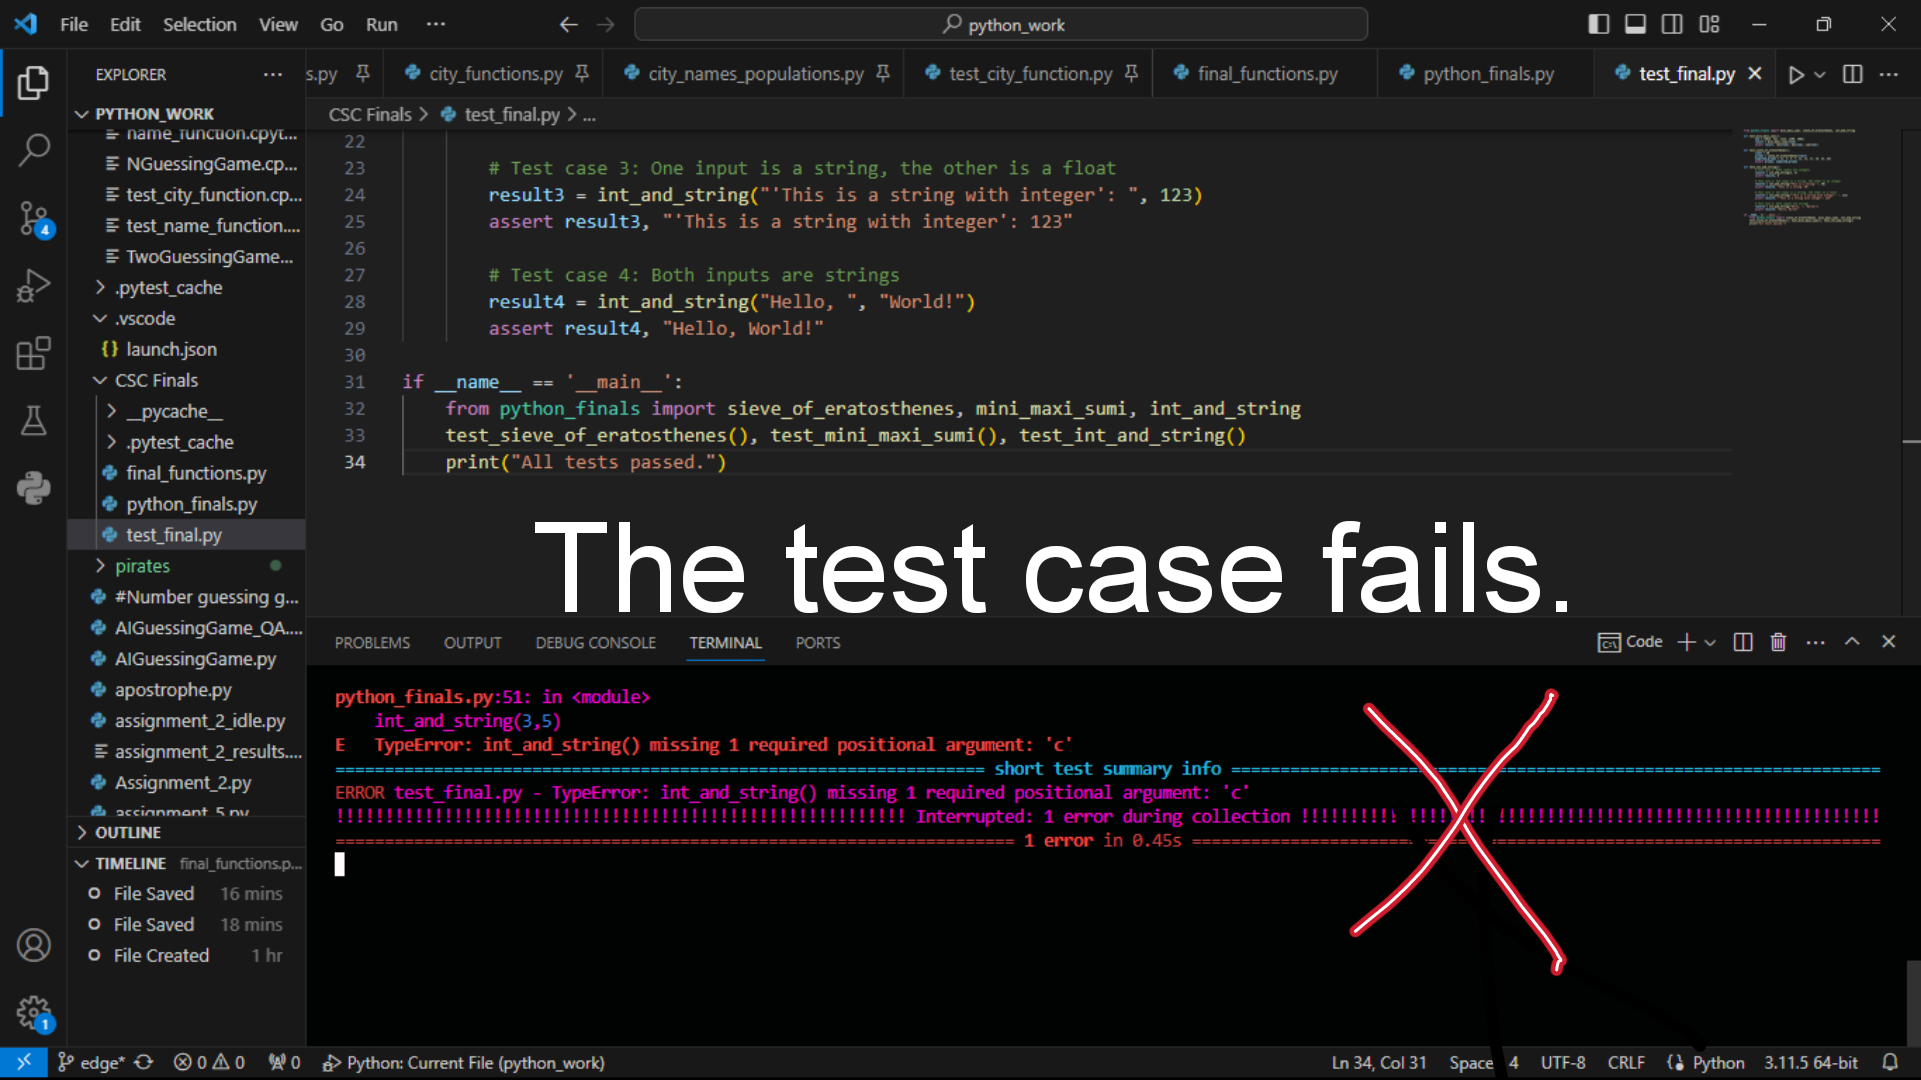 File Edit Selection View Go Run ···
python_work
EXPLORER ···
s.py city_functions.py city_names_populations.py test_city_function.py final_functions.py python_finals.py test_final.py
PYTHON_WORK
name_function.cpyt...
NGuessingGame.cp...
test_city_function.cp...
test_name_function....
TwoGuessingGame...
.pytest_cache
.vscode
{} launch.json
CSC Finals
__pycache__
.pytest_cache
final_functions.py
python_finals.py
test_final.py
pirates
#Number guessing g...
AIGuessingGame_QA....
AIGuessingGame.py
apostrophe.py
assignment_2_idle.py
assignment_2_results....
Assignment_2.py
assignment_5.py
OUTLINE
TIMELINE final_functions.p...
File Saved 16 mins
File Saved 18 mins
File Created 1 hr
4
1
CSC Finals > test_final.py > ...
22
23 # Test case 3: One input is a string, the other is a float
24 result3 = int_and_string("'This is a string with integer': ", 123)
25 assert result3, "'This is a string with integer': 123"
26
27 # Test case 4: Both inputs are strings
28 result4 = int_and_string("Hello, ", "World!")
29 assert result4, "Hello, World!"
30
31 if __name__ == '__main__':
32 from python_finals import sieve_of_eratosthenes, mini_maxi_sumi, int_and_string
33 test_sieve_of_eratosthenes(), test_mini_maxi_sumi(), test_int_and_string()
34 print("All tests passed.")
The test case fails.
PROBLEMS OUTPUT DEBUG CONSOLE TERMINAL PORTS Code
python_finals.py:51: in <module>
int_and_string(3,5)
E TypeError: int_and_string() missing 1 required positional argument: 'c'
short test summary info
ERROR test_final.py - TypeError: int_and_string() missing 1 required positional argument: 'c'
Interrupted: 1 error during collection
1 error in 0.45s
edge* 0 0 0 Python: Current File (python_work) Ln 34, Col 31 Space 4 UTF-8 CRLF Python 3.11.5 64-bit